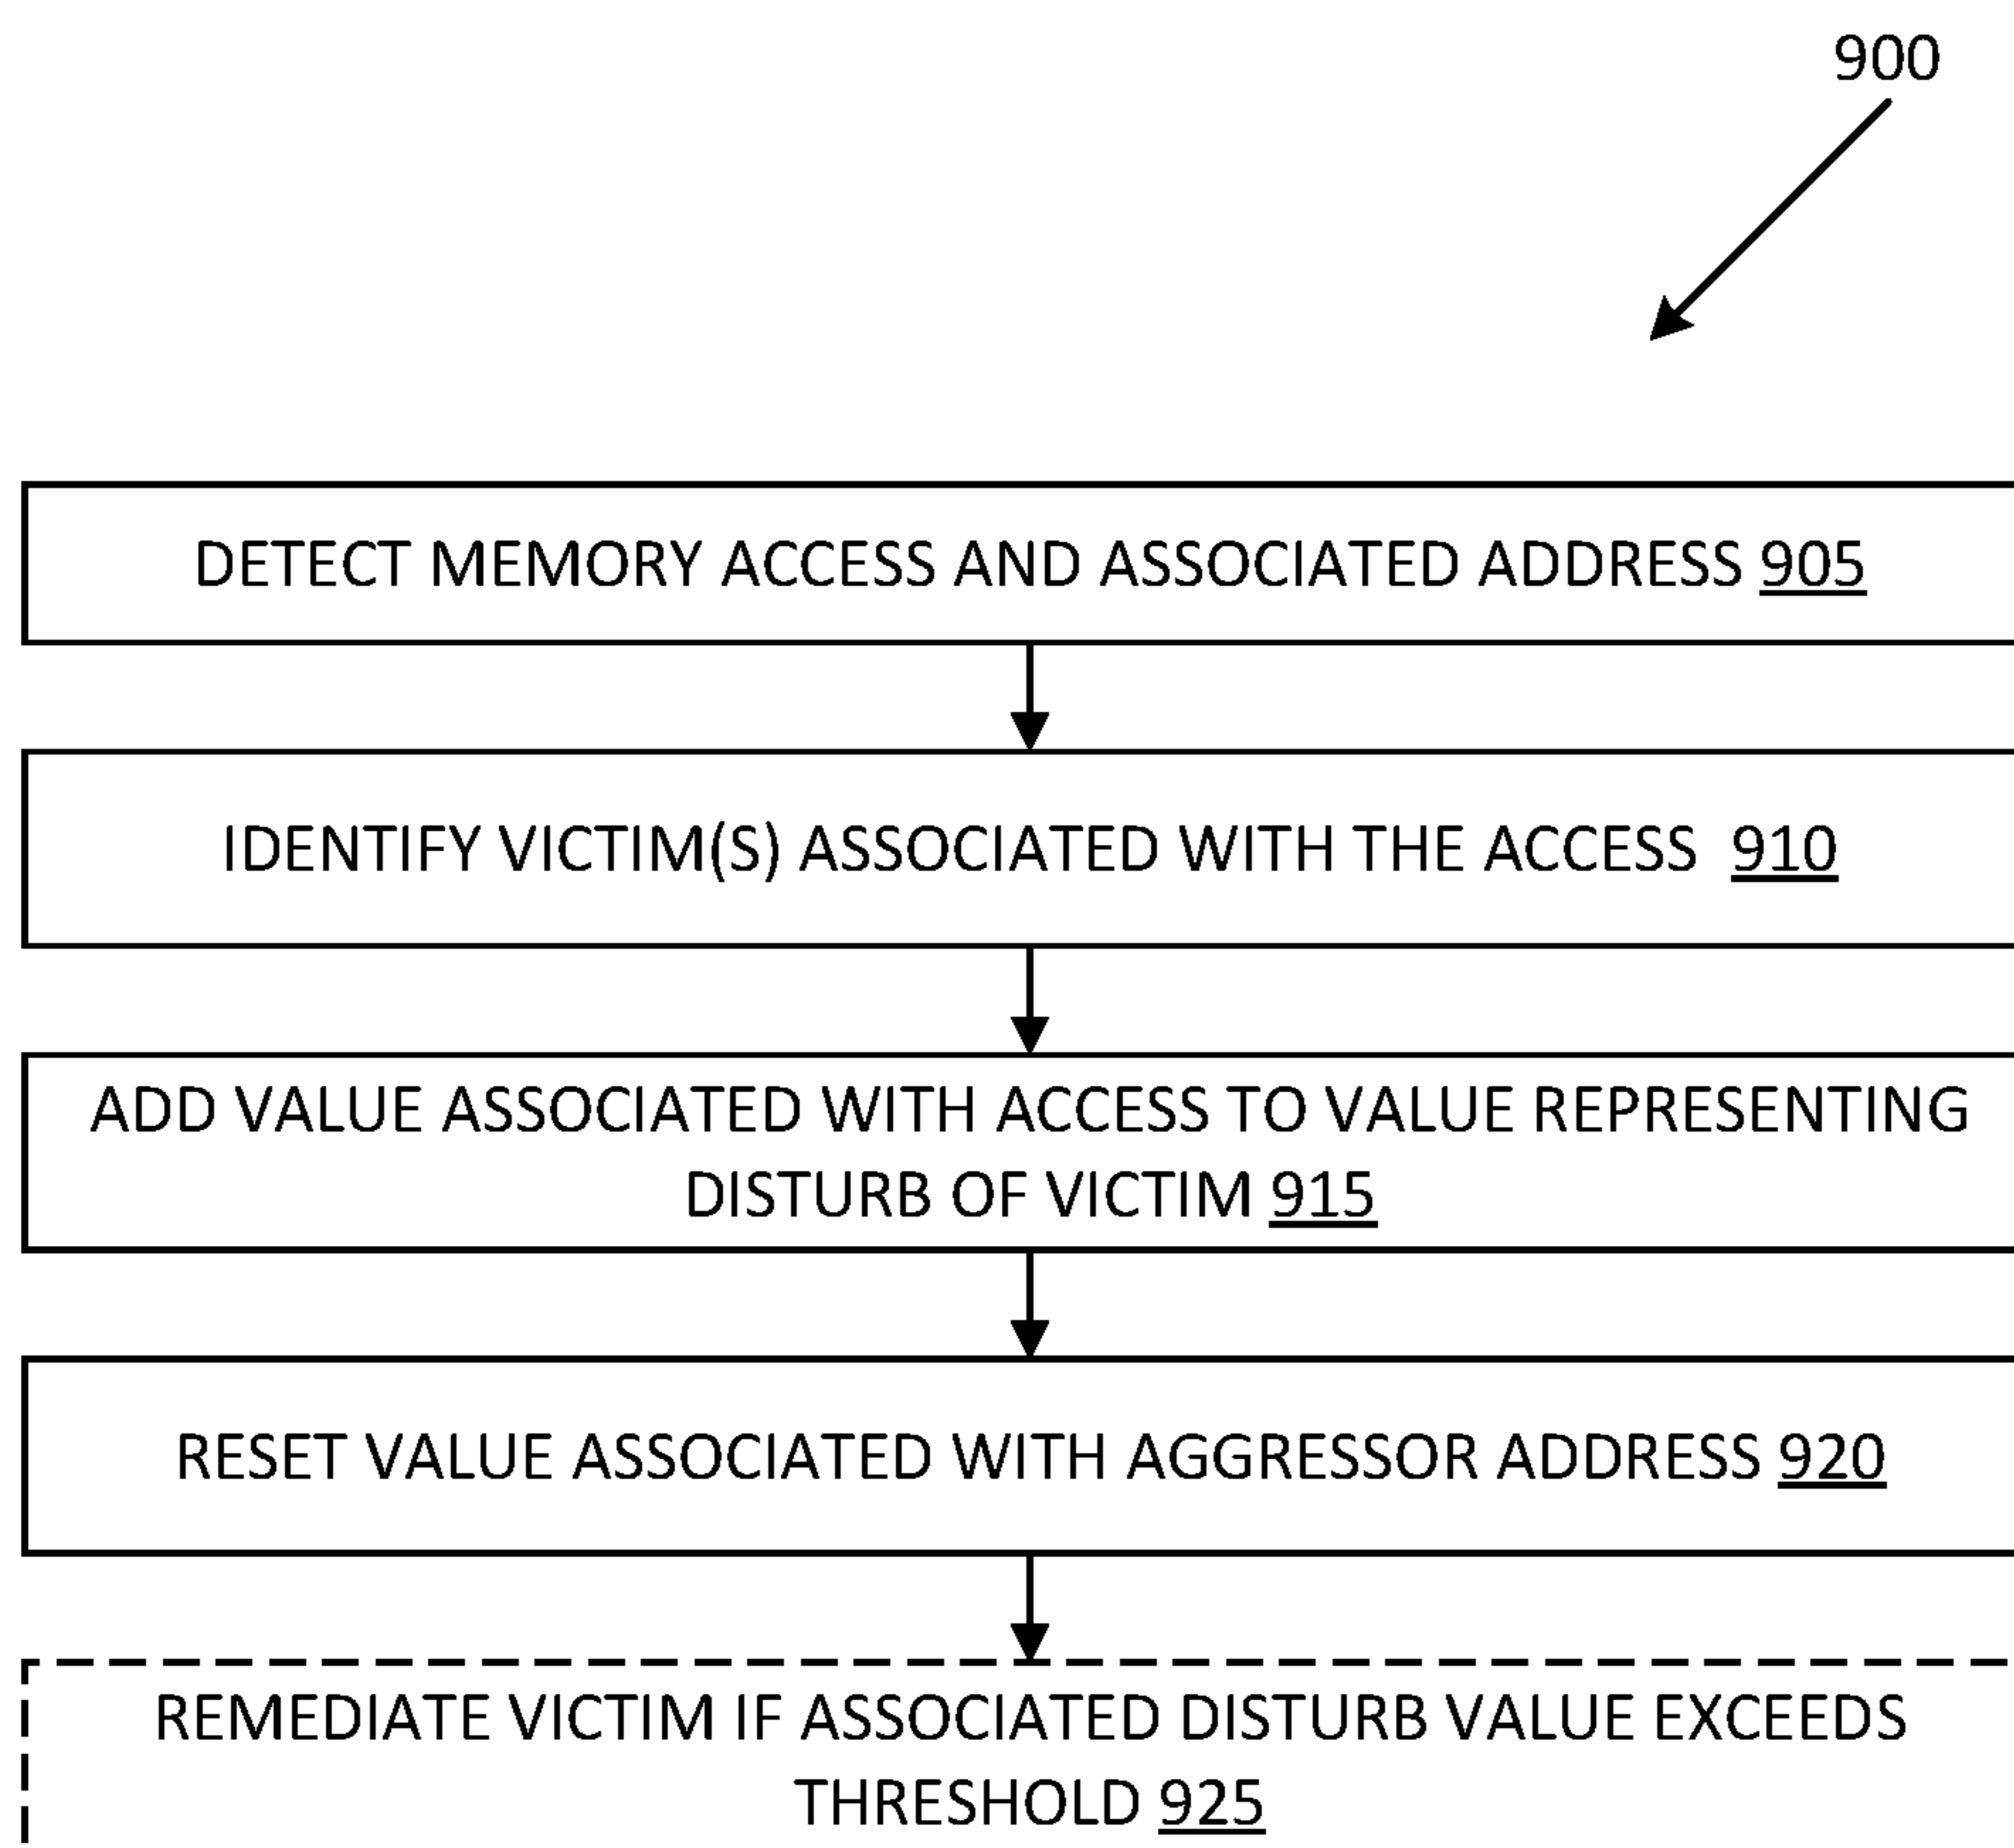 900
DETECT MEMORY ACCESS AND ASSOCIATED ADDRESS 905
IDENTIFY VICTIM(S) ASSOCIATED WITH THE ACCESS 910
ADD VALUE ASSOCIATED WITH ACCESS TO VALUE REPRESENTING
DISTURB OF VICTIM 915
RESET VALUE ASSOCIATED WITH AGGRESSOR ADDRESS 920
REMEDIATE VICTIM IF ASSOCIATED DISTURB VALUE EXCEEDS
THRESHOLD 925